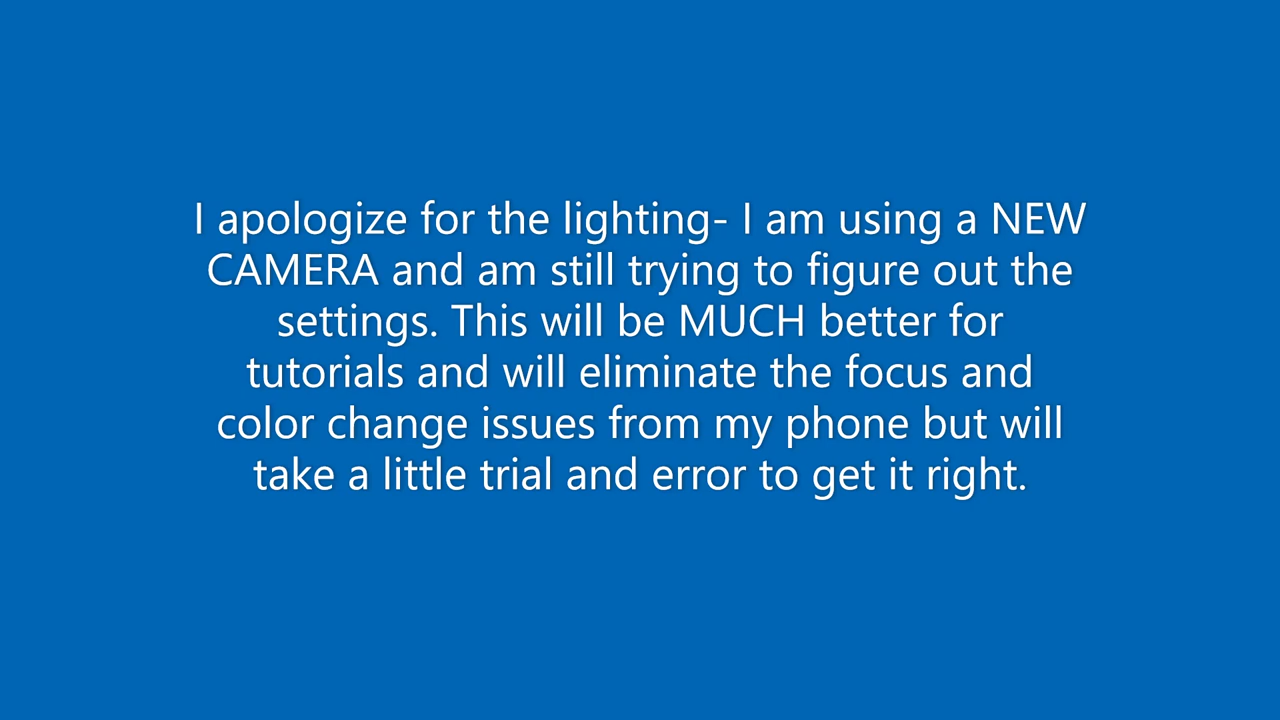 I apologize for the lighting- I am using a NEW
CAMERA and am still trying to figure out the
settings. This will be MUCH better for
tutorials and will eliminate the focus and
color change issues from my phone but will
take a little trial and error to get it right.